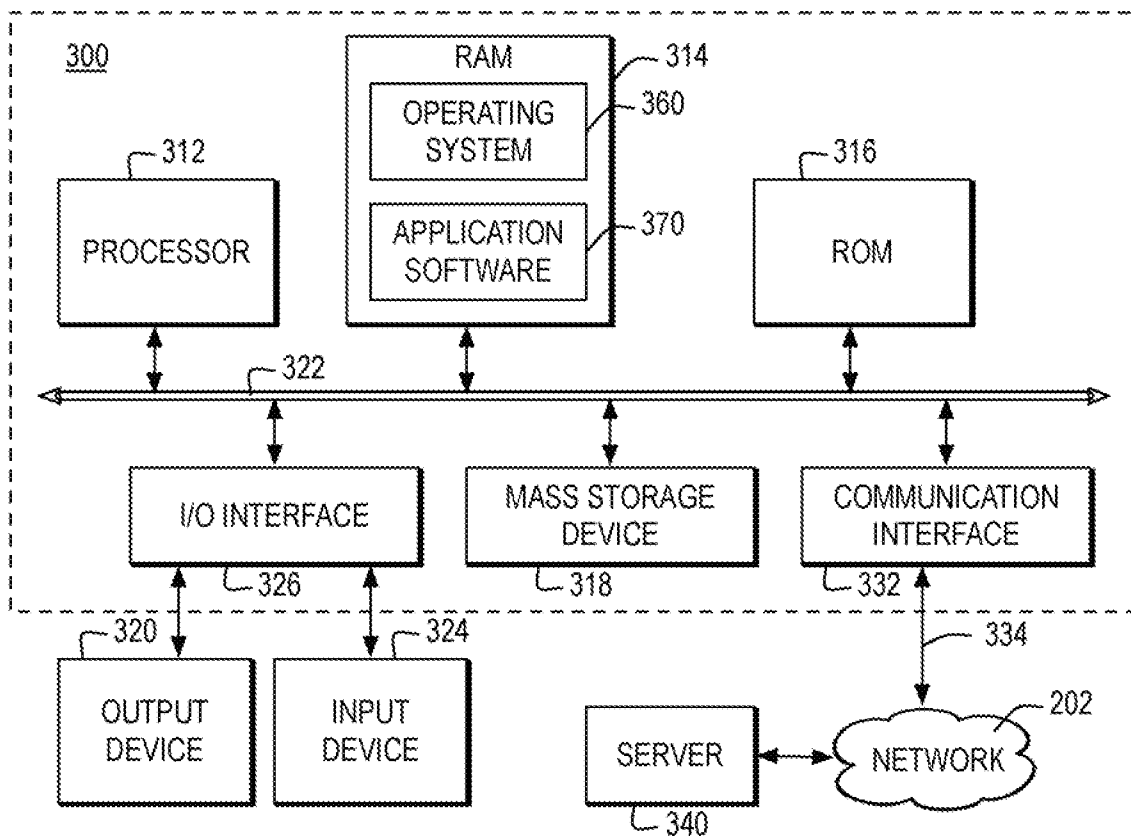 300
RAM
314
OPERATING
SYSTEM
360
312
316
PROCESSOR
APPLICATION
SOFTWARE
370
ROM
322
I/O INTERFACE
MASS STORAGE
DEVICE
COMMUNICATION
INTERFACE
326
318
332
320
324
334
OUTPUT
DEVICE
INPUT
DEVICE
SERVER
202
NETWORK
340